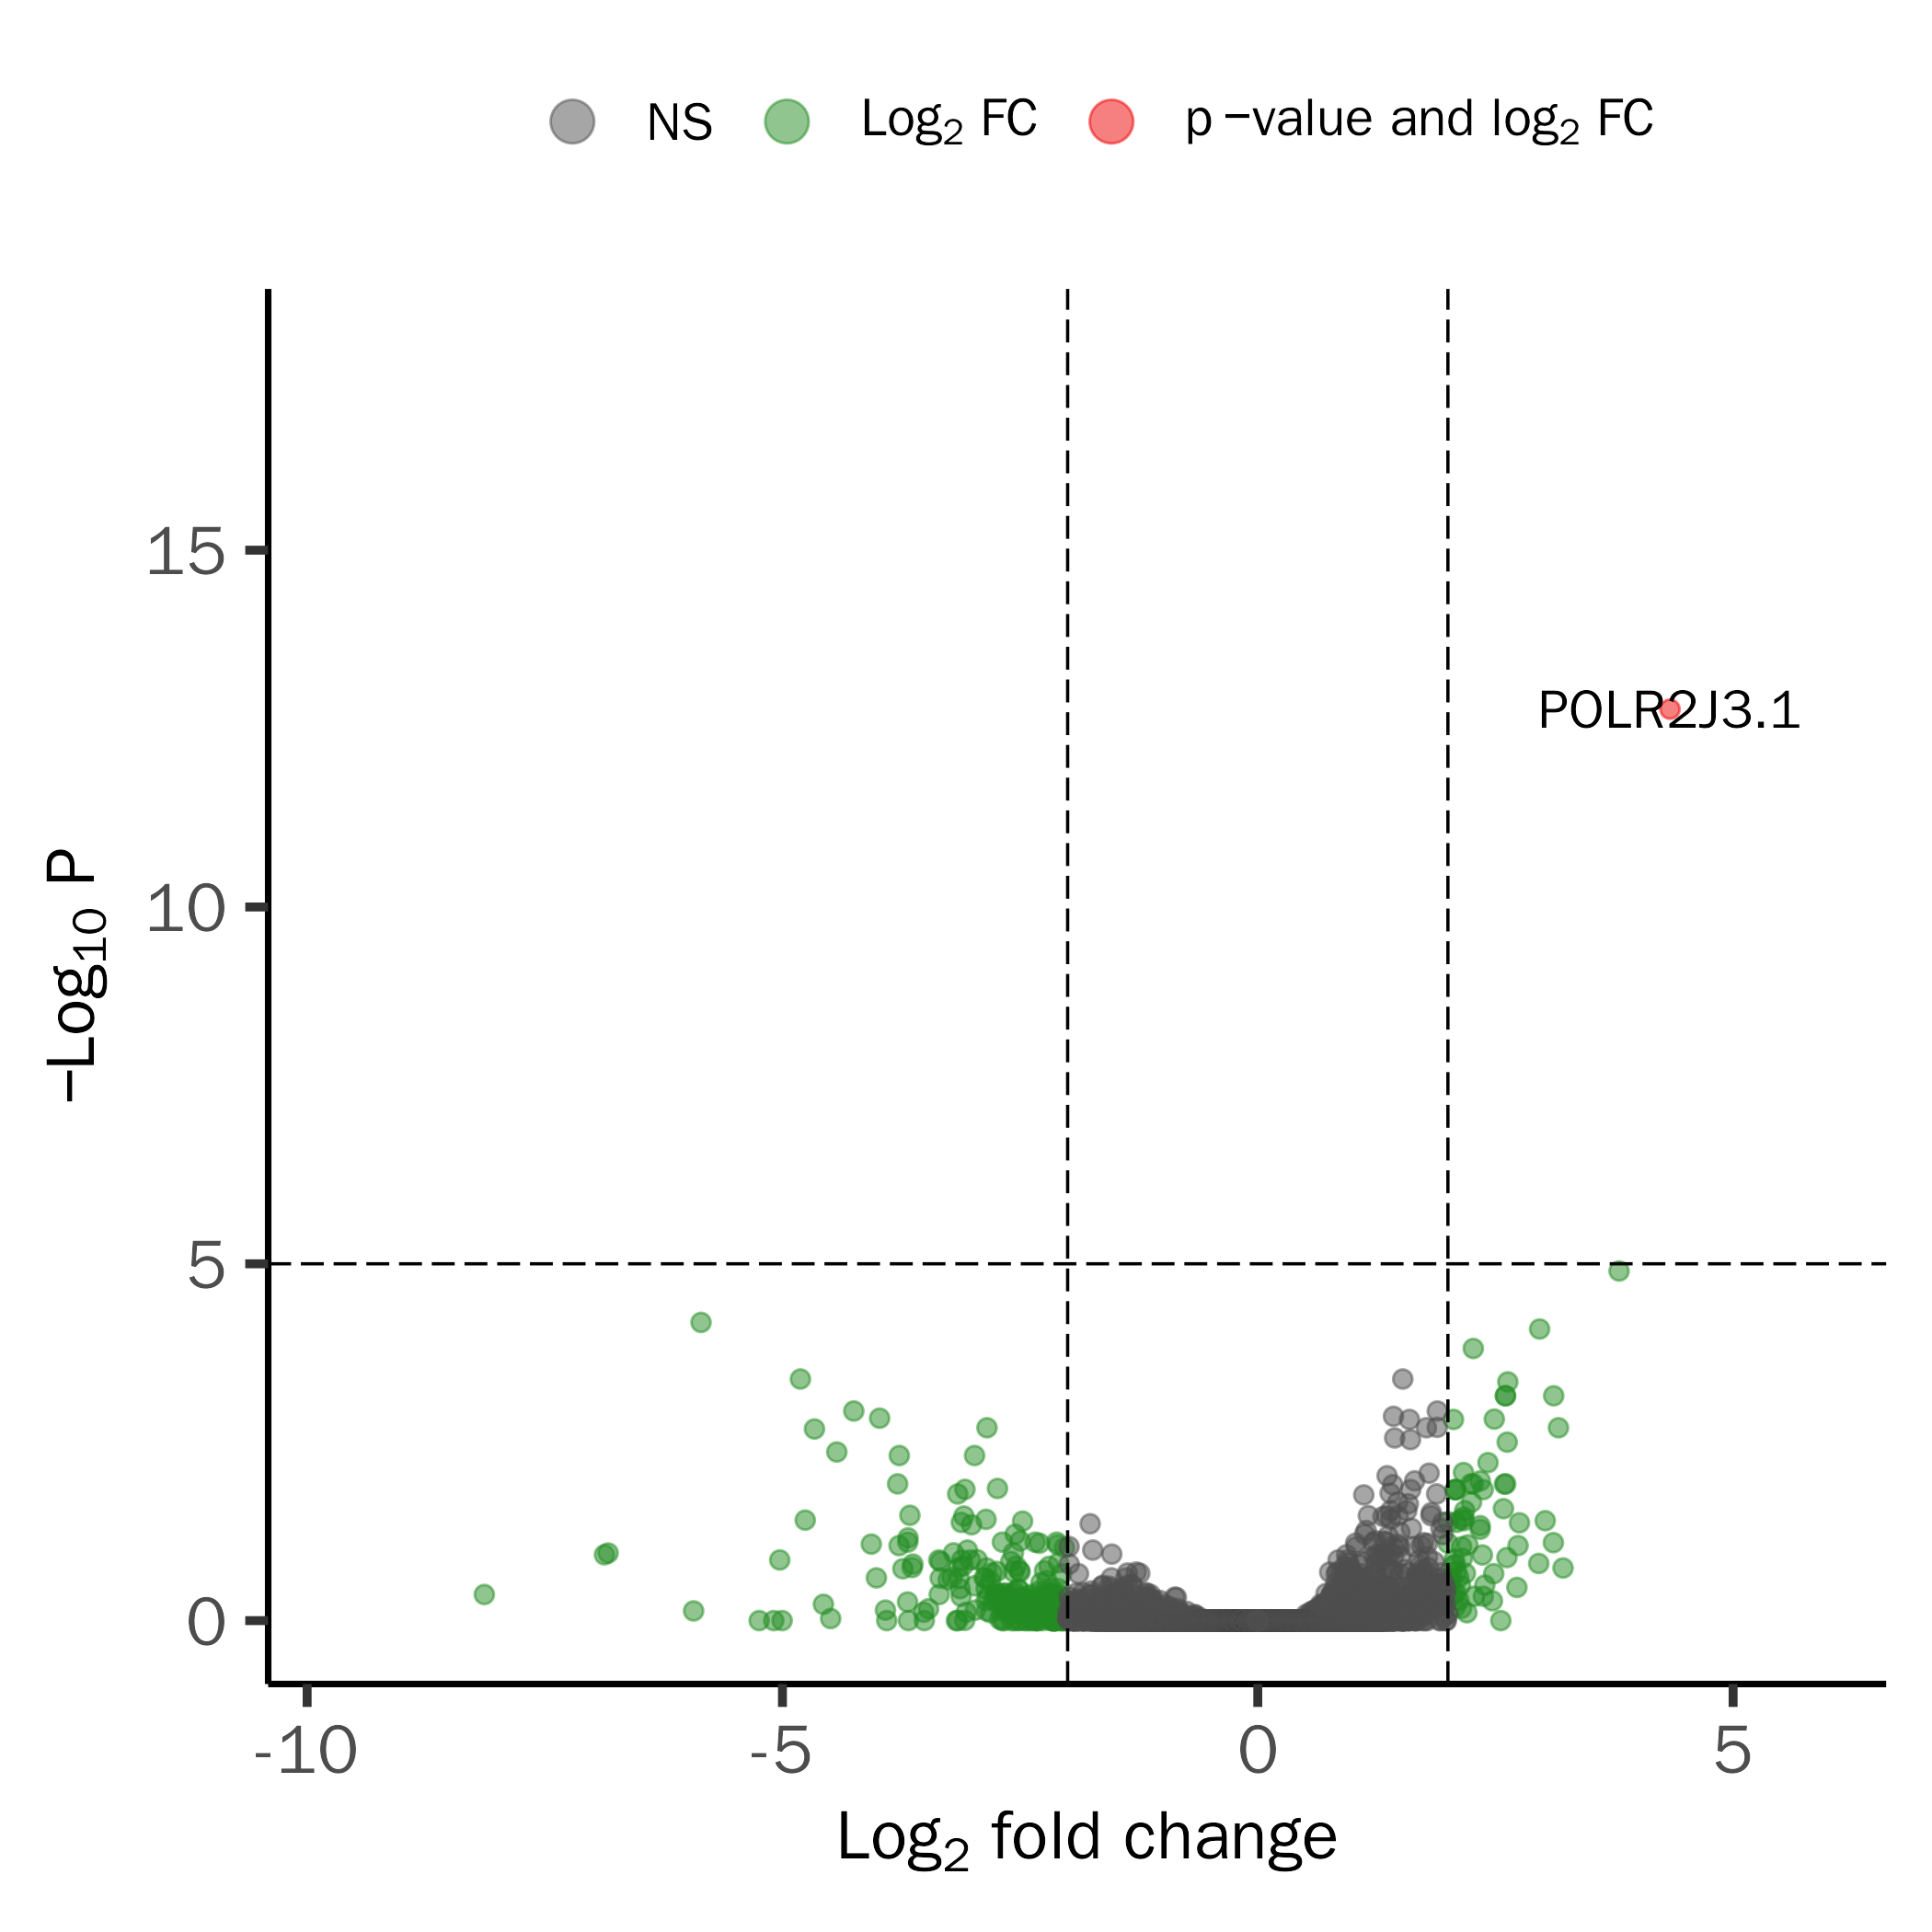 NS Log₂ FC p −value and log₂ FC
15
POLR2J3.1
10
−Log₁₀ P
5
0
-10 -5 0 5
Log₂ fold change